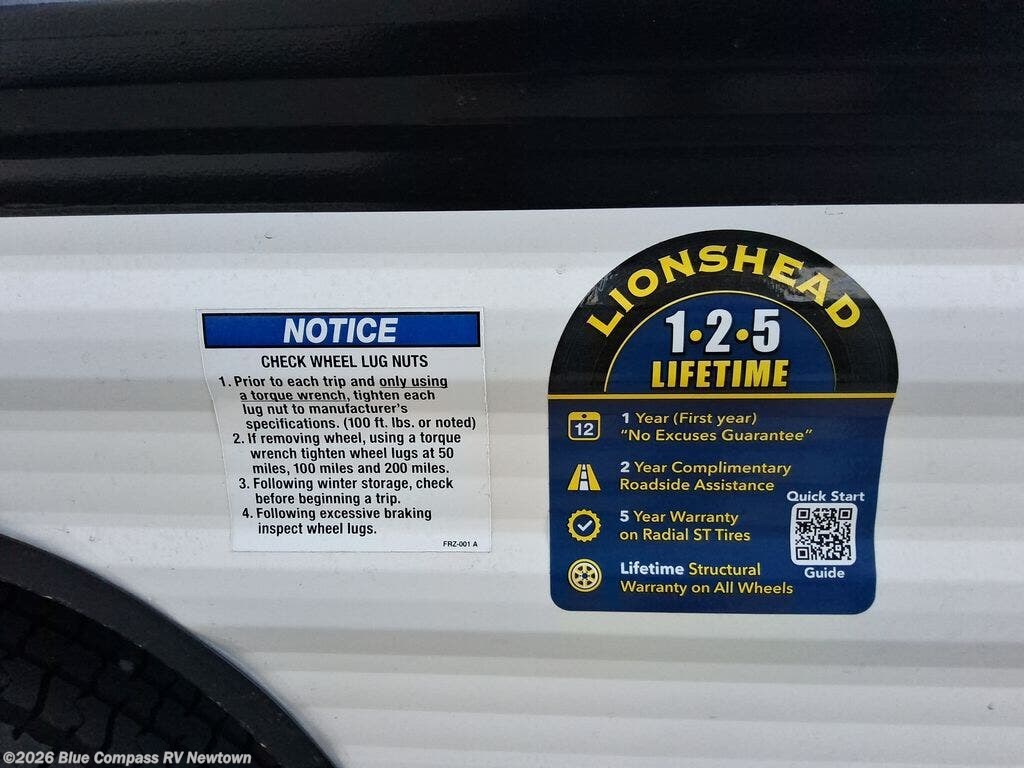 NOTICE
CHECK WHEEL LUG NUTS
1. Prior to each trip and only using
a torque wrench, tighten each
lug nut to manufacturer's
specifications. (100 ft. lbs. or noted)
2. If removing wheel, using a torque
wrench tighten wheel lugs at 50
miles, 100 miles and 200 miles.
3. Following winter storage, check
before beginning a trip.
4. Following excessive braking
inspect wheel lugs.
FRZ-001 A
LIONSHEAD
1•2•5
LIFETIME
12
1 Year (First year)
"No Excuses Guarantee"
2 Year Complimentary
Roadside Assistance
5 Year Warranty
on Radial ST Tires
Lifetime Structural
Warranty on All Wheels
Quick Start
Guide
©2026 Blue Compass RV Newtown